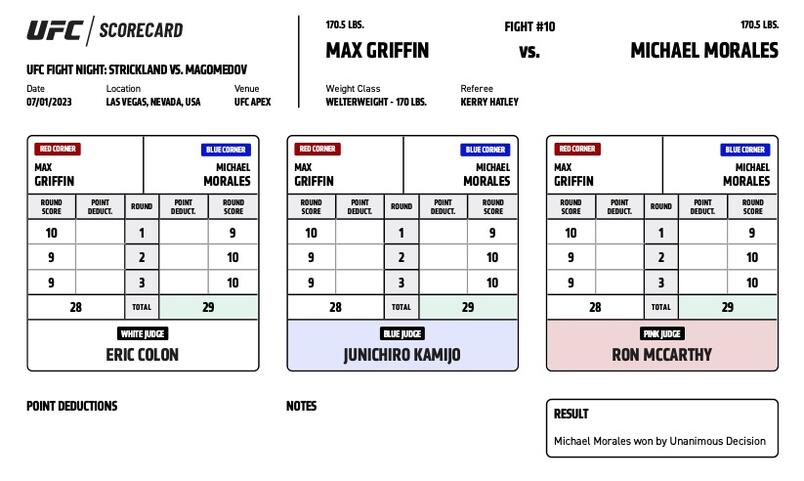 UFC / SCORECARD
UFC FIGHT NIGHT: STRICKLAND VS. MAGOMEDOV
Date Location Venue
07/01/2023 LAS VEGAS, NEVADA, USA UFC APEX
170.5 LBS. FIGHT #10 170.5 LBS.
MAX GRIFFIN VS. MICHAEL MORALES
Weight Class Referee
WELTERWEIGHT - 170 LBS. KERRY HATLEY
RED CORNER BLUE CORNER
MAX MICHAEL
GRIFFIN MORALES
ROUND SCORE POINT DEDUCT. ROUND POINT DEDUCT. ROUND SCORE
10 1 9
9 2 10
9 3 10
28 TOTAL 29
WHITE JUDGE
ERIC COLON
RED CORNER BLUE CORNER
MAX MICHAEL
GRIFFIN MORALES
ROUND SCORE POINT DEDUCT. ROUND POINT DEDUCT. ROUND SCORE
10 1 9
9 2 10
9 3 10
28 TOTAL 29
BLUE JUDGE
JUNICHIRO KAMIJO
RED CORNER BLUE CORNER
MAX MICHAEL
GRIFFIN MORALES
ROUND SCORE POINT DEDUCT. ROUND POINT DEDUCT. ROUND SCORE
10 1 9
9 2 10
9 3 10
28 TOTAL 29
PINK JUDGE
RON MCCARTHY
POINT DEDUCTIONS
NOTES
RESULT
Michael Morales won by Unanimous Decision